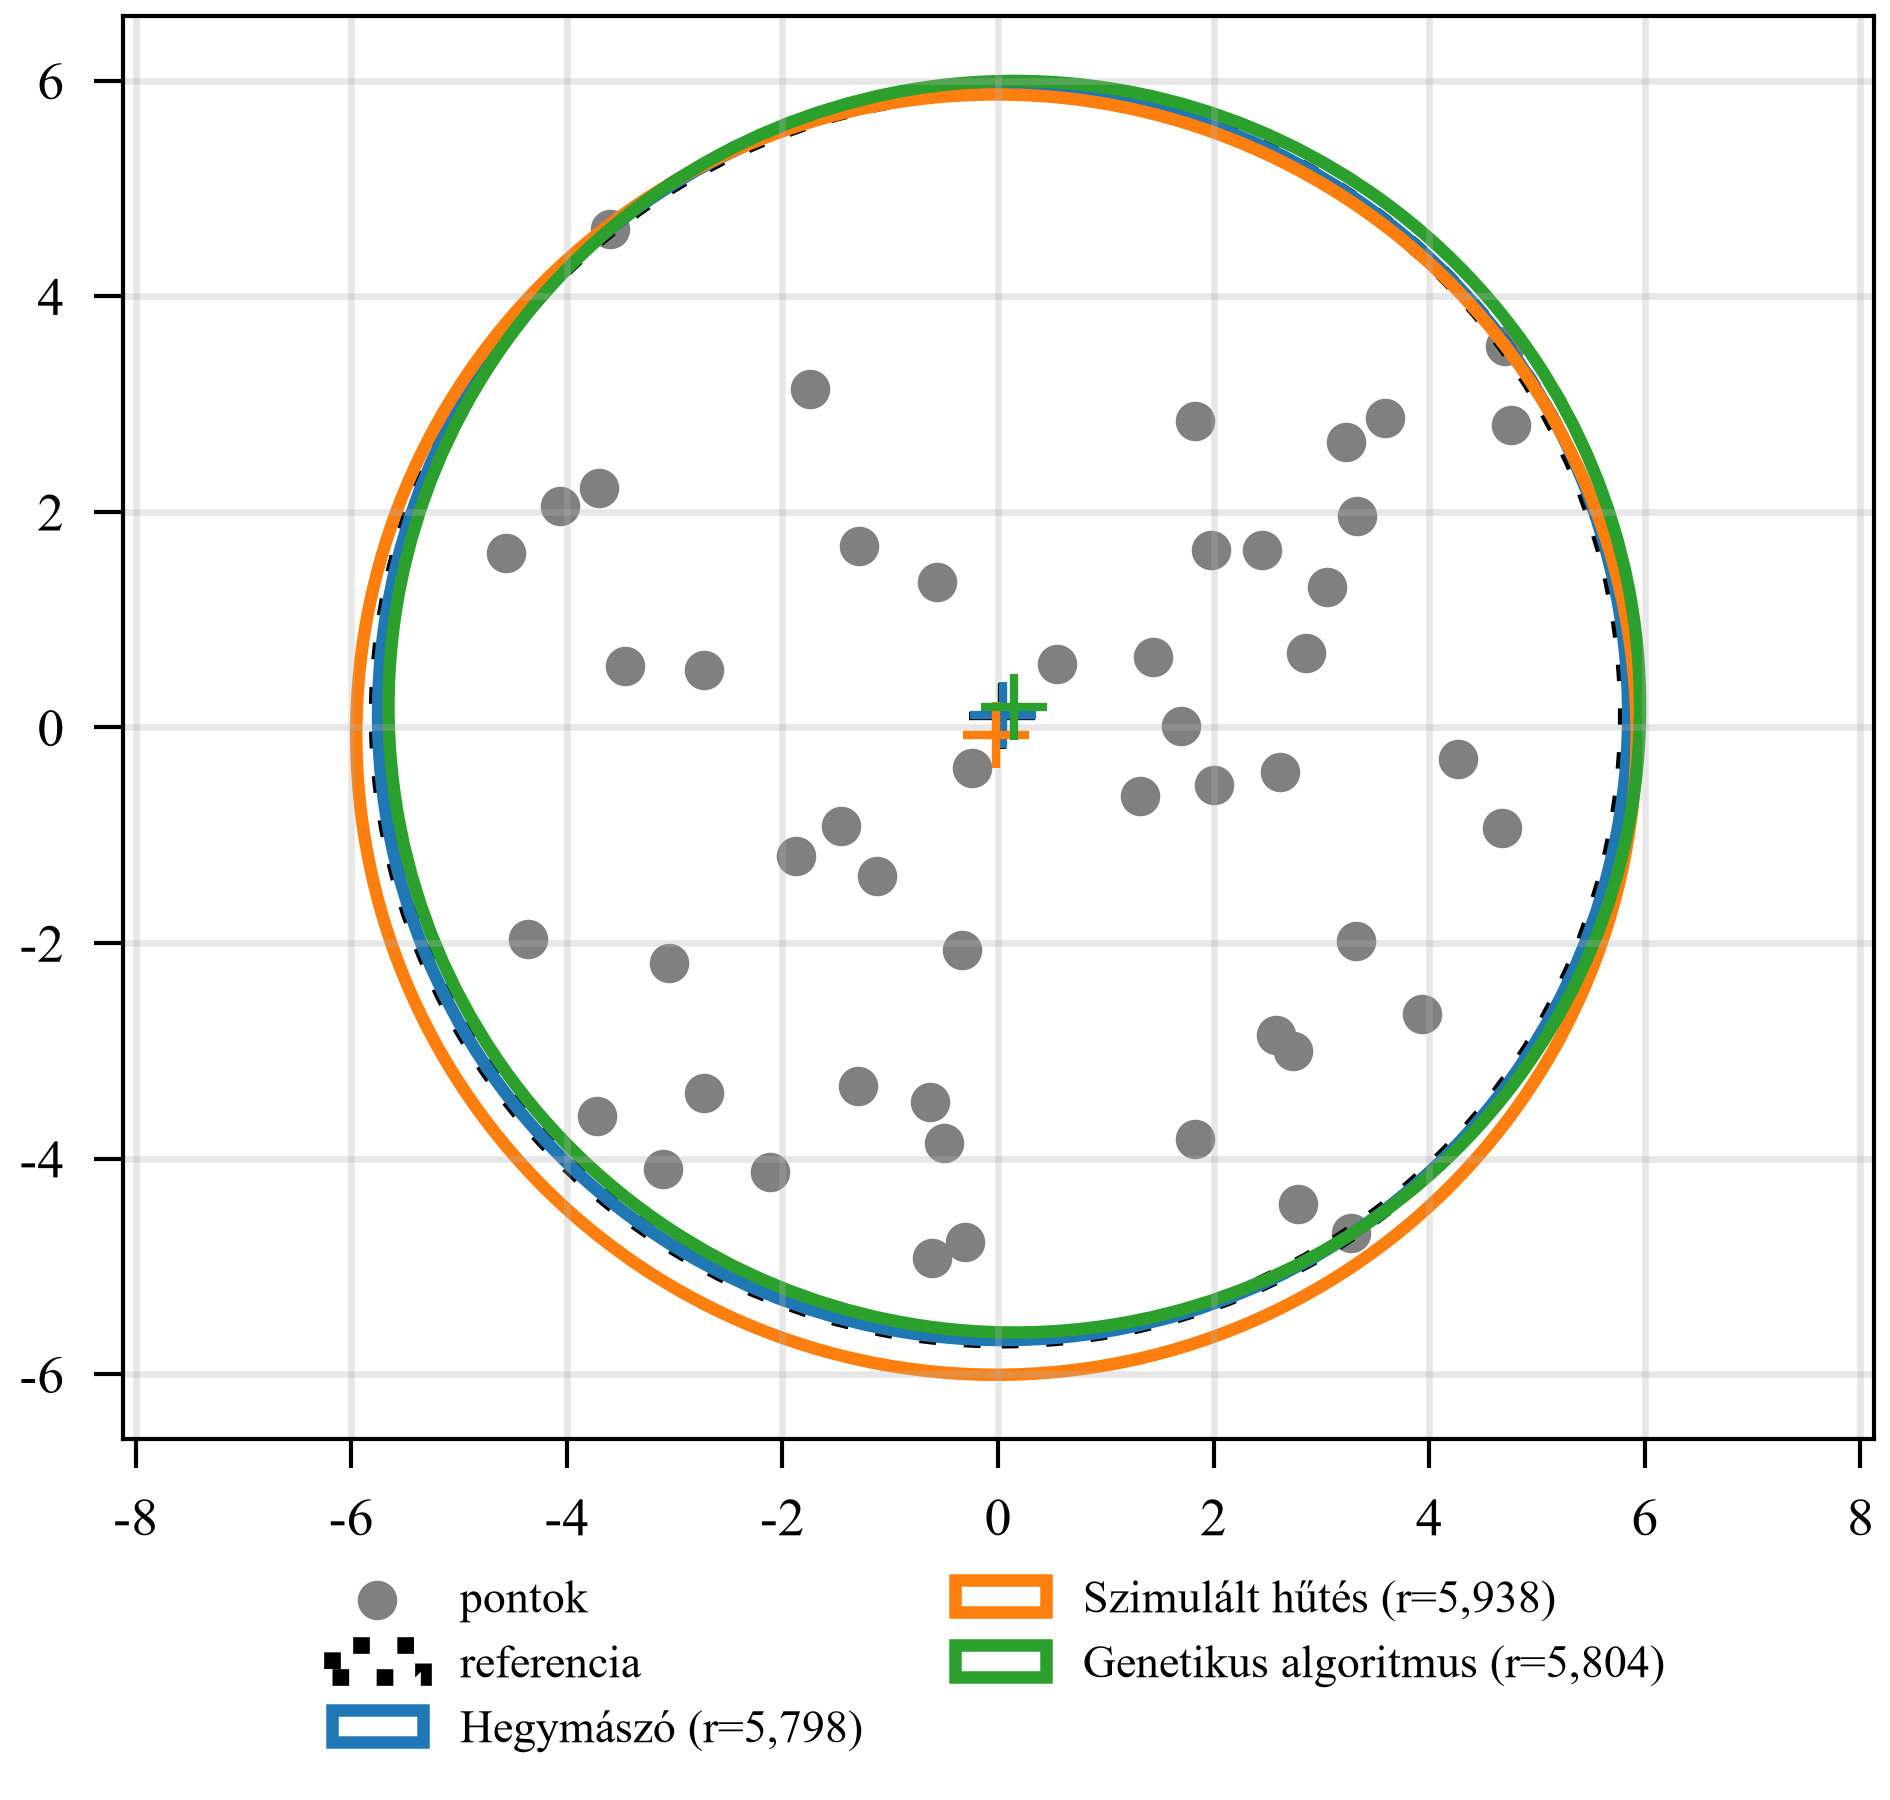 6
4
2
0
-2
-4
-6
-8 -6 -4 -2 0 2 4 6 8
pontok
referencia
Hegymászó (r=5,798)
Szimulált hűtés (r=5,938)
Genetikus algoritmus (r=5,804)